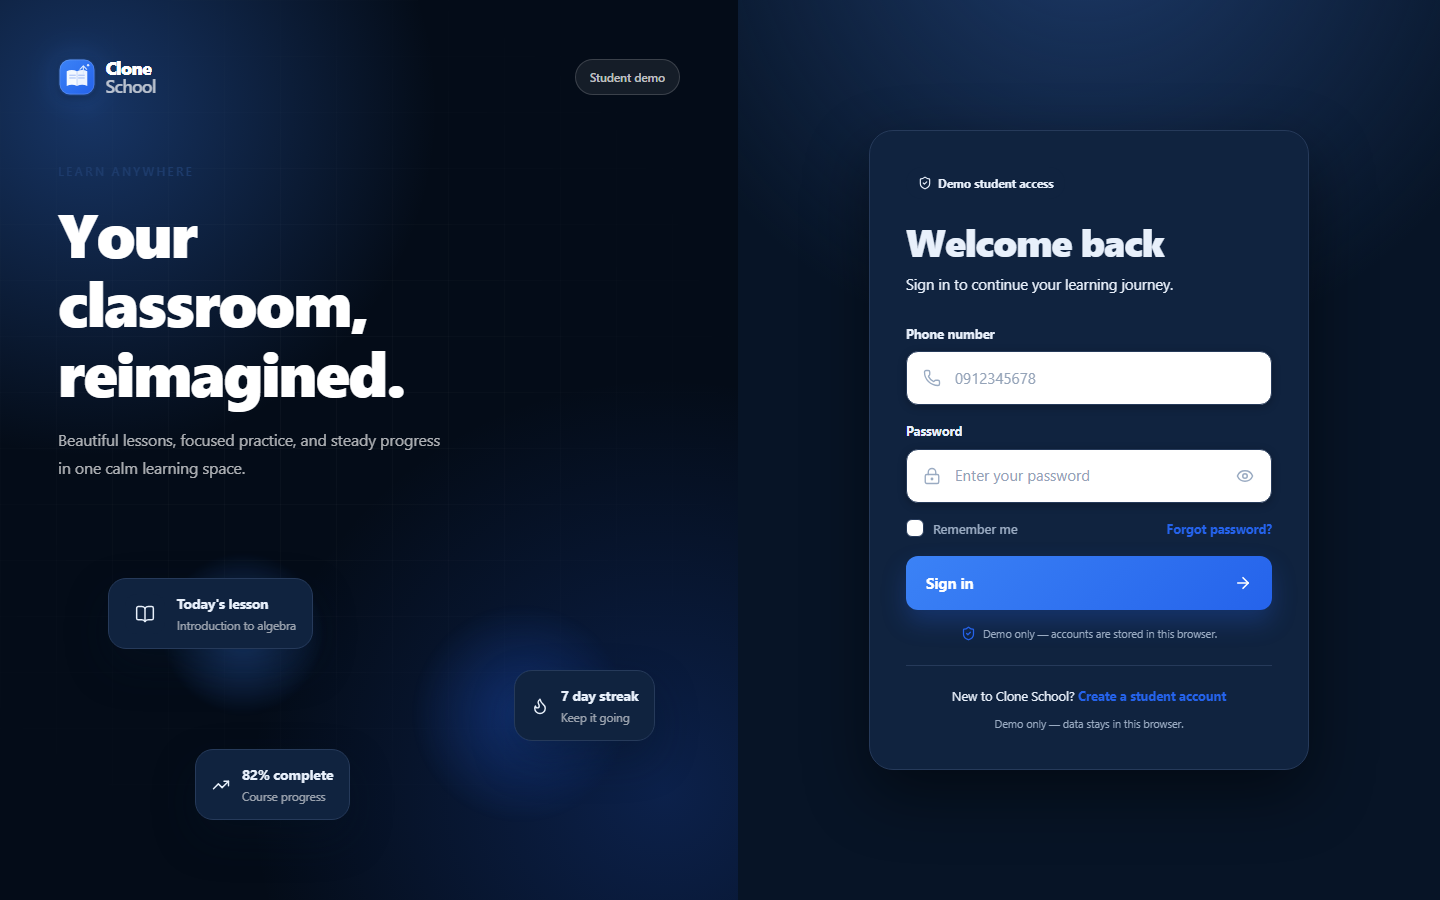 Clone
School
Student demo
LEARN ANYWHERE
Your
classroom,
reimagined.
Beautiful lessons, focused practice, and steady progress
in one calm learning space.
Today's lesson
Introduction to algebra
7 day streak
Keep it going
82% complete
Course progress
Demo student access
Welcome back
Sign in to continue your learning journey.
Phone number
0912345678
Password
Enter your password
Remember me
Forgot password?
Sign in
Demo only — accounts are stored in this browser.
New to Clone School? Create a student account
Demo only — data stays in this browser.